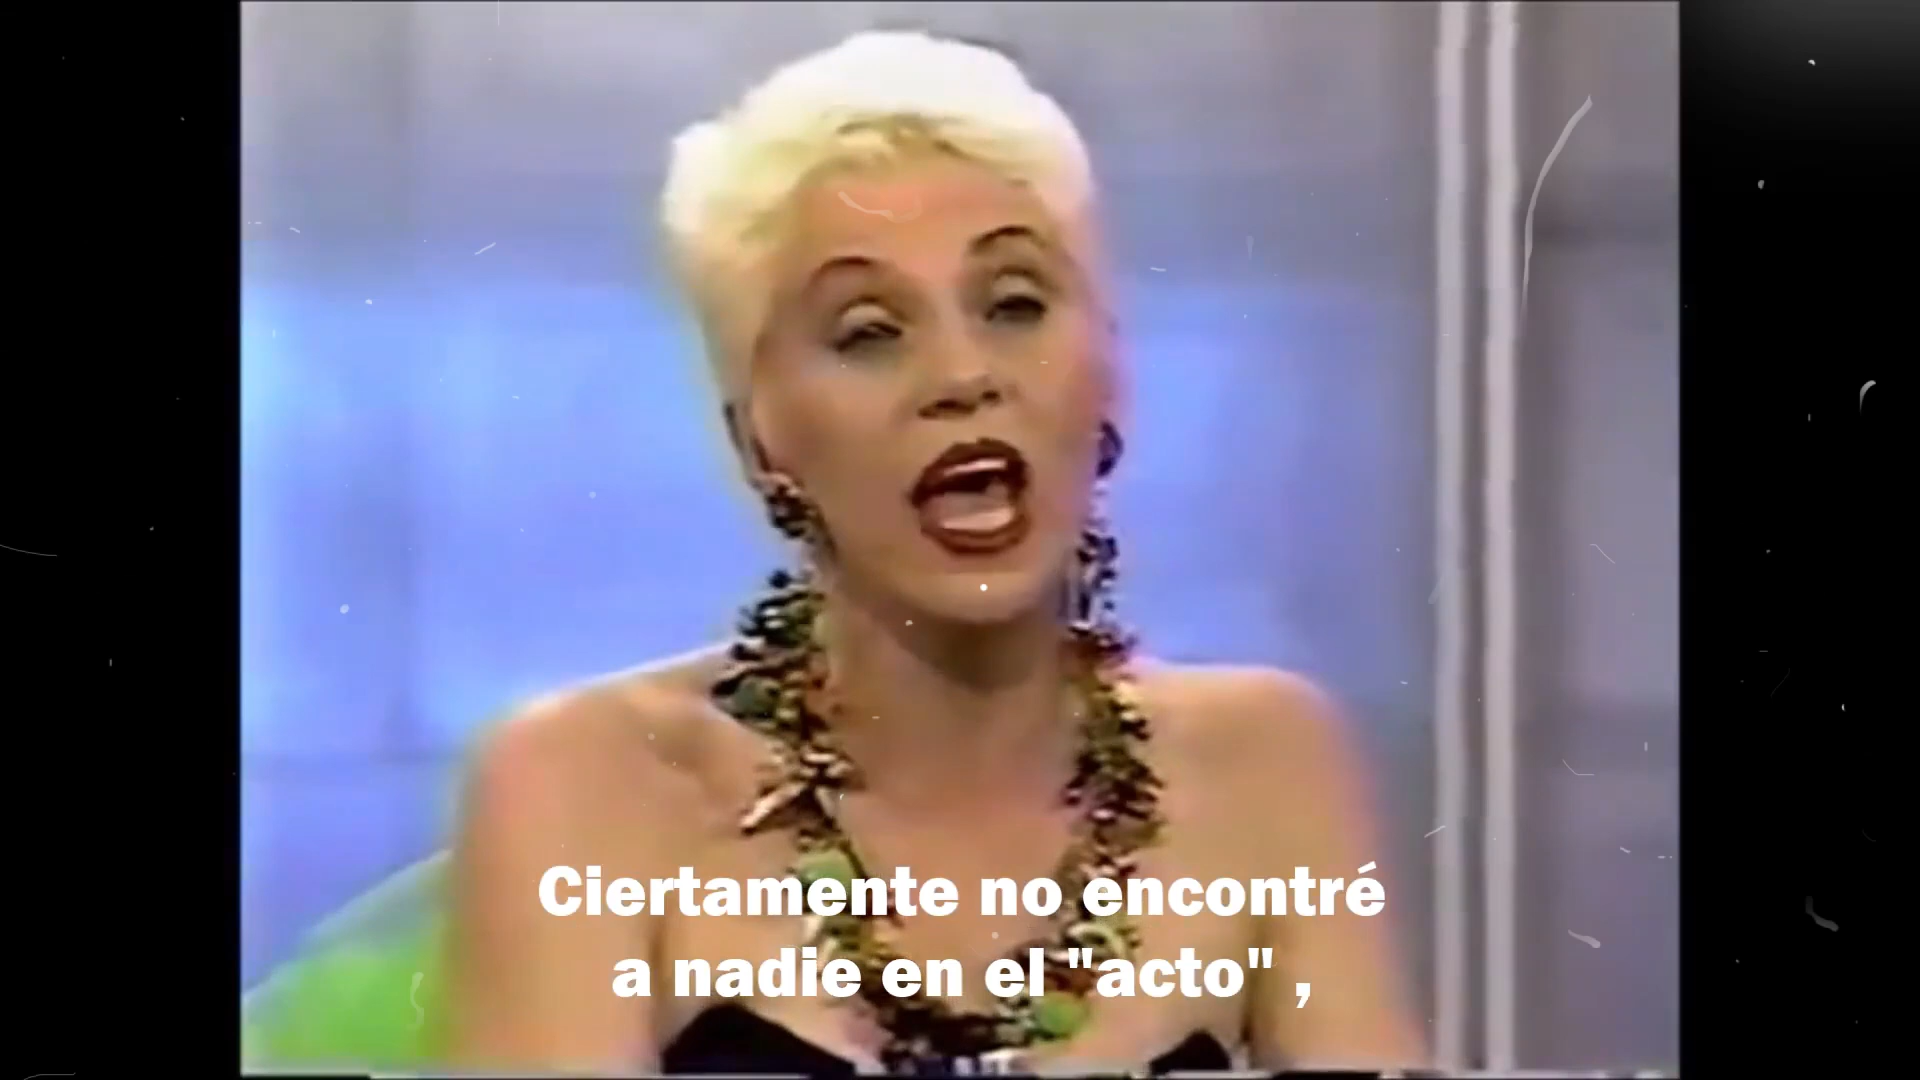 Ciertamente no encontré
a nadie en el "acto" ,